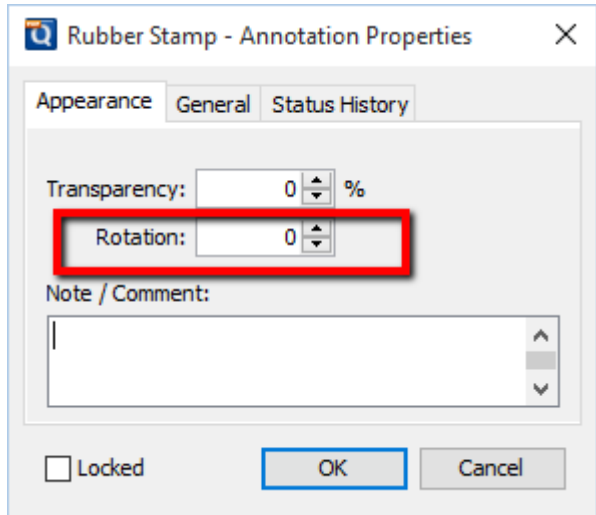 Rubber Stamp - Annotation Properties
Appearance General Status History
Transparency: 0 %
Rotation: 0
Note / Comment:
Locked OK Cancel